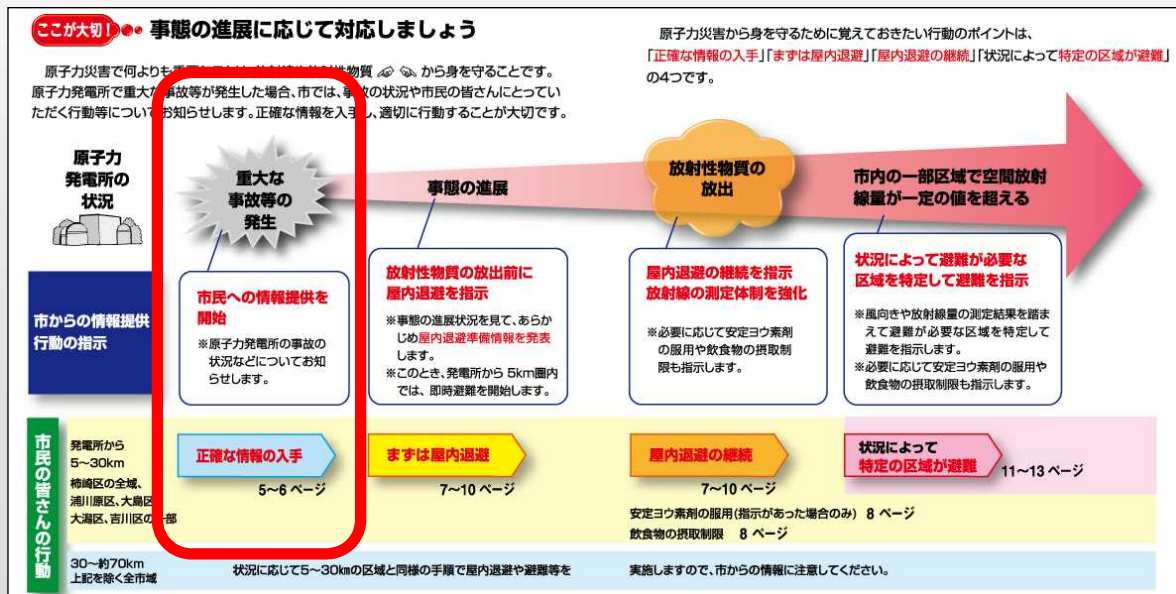 ここが大切! 事態の進展に応じて対応しましょう
原子力災害で何よりも重要 放射性物質 から身を守ることです。
原子力発電所で重大な事故等が発生した場合、市では、事故の状況や市民の皆さんにとってい
ただく行動等についてお知らせします。正確な情報を入手し、適切に行動することが大切です。
原子力災害から身を守るために覚えておきたい行動のポイントは、
「正確な情報の入手」「まずは屋内退避」「屋内退避の継続」「状況によって特定の区域が避難」
の4つです。
原子力
発電所の
状況
重大な
事故等の
発生
事態の進展
放射性物質の
放出
市内の一部区域で空間放射
線量が一定の値を超える
市からの情報提供
行動の指示
市民への情報提供を
開始
※原子力発電所の事故の
状況などについてお知
らせします。
放射性物質の放出前に
屋内退避を指示
※事態の進展状況を見て、あらか
じめ屋内退避準備情報を発表
します。
※このとき、発電所から 5km圏内
では、即時避難を開始します。
屋内退避の継続を指示
放射線の測定体制を強化
※必要に応じて安定ヨウ素剤
の服用や飲食物の摂取制
限も指示します。
状況によって避難が必要な
区域を特定して避難を指示
※風向きや放射線量の測定結果を踏
まえて避難が必要な区域を特定して
避難を指示します。
※必要に応じて安定ヨウ素剤の服用や
飲食物の摂取制限も指示します。
市民の皆さんの行動
発電所から
5〜30km
柿崎区の全域、
浦川原区、大島区
大潟区、吉川区の 部
正確な情報の入手
5〜6 ページ
まずは屋内退避
7〜10 ページ
屋内退避の継続
7〜10 ページ
状況によって
特定の区域が避難
11〜13 ページ
安定ヨウ素剤の服用(指示があった場合のみ) 8 ページ
飲食物の摂取制限 8 ページ
30〜約70km
上記を除く全市域
状況に応じて5〜30kmの区域と同様の手順で屋内退避や避難等を 実施しますので、市からの情報に注意してください。